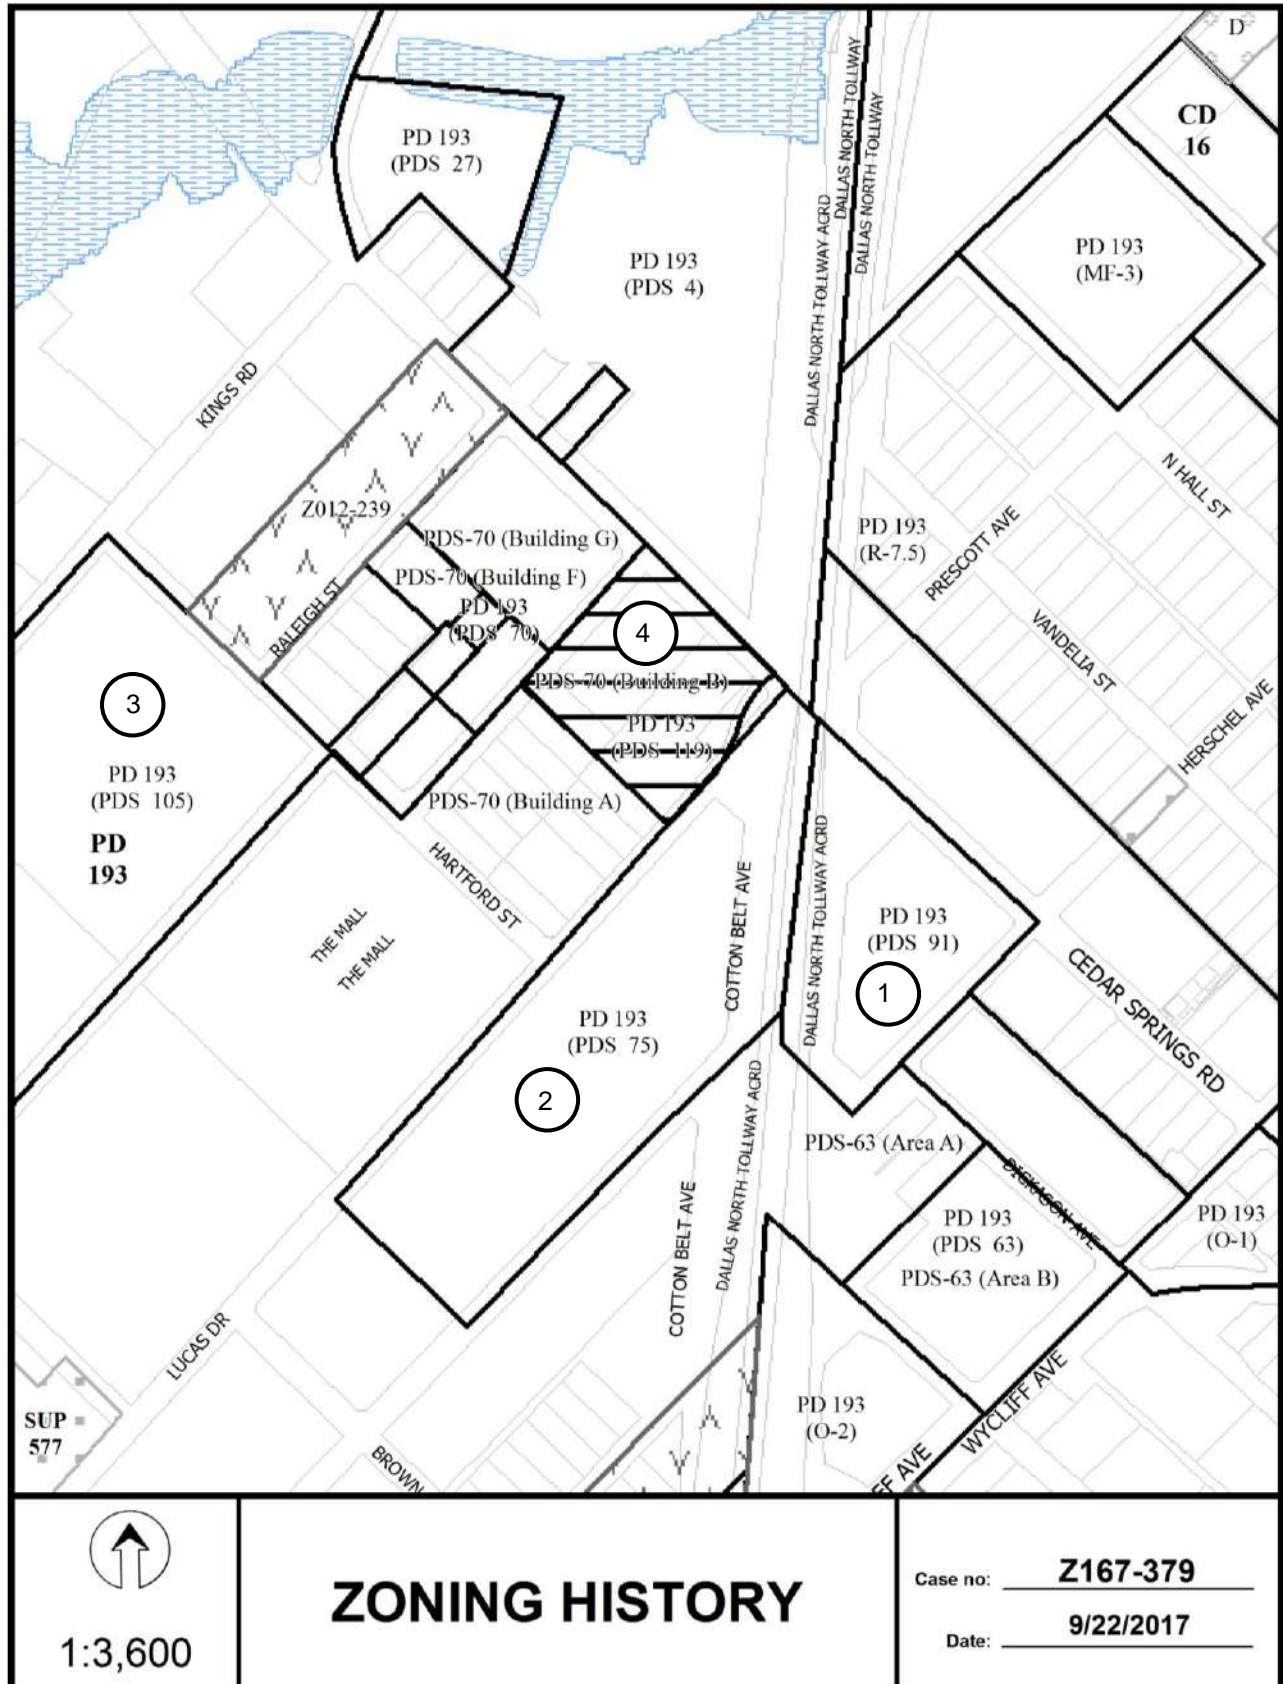 D
CD
16
PD 193
(PDS 27)
DALLAS NORTH TOLLWAY
DALLAS NORTH TOLLWAY
DALLAS NORTH TOLLWAY ACRD
PD 193
(MF-3)
PD 193
(PDS 4)
KINGS RD
N HALL ST
Z012-239
PDS-70 (Building G)
PD 193
(R-7.5)
PRESCOTT AVE
PDS-70 (Building F)
RALEIGH ST
PD 193
(PDS 70)
4
VANDELIA ST
3
PDS-70 (Building B)
HERSCHEL AVE
PD 193
(PDS 119)
PD 193
(PDS 105)
PDS-70 (Building A)
PD
193
HARTFORD ST
COTTON BELT AVE
DALLAS NORTH TOLLWAY ACRD
THE MALL
THE MALL
PD 193
(PDS 91)
1
CEDAR SPRINGS RD
PD 193
(PDS 75)
2
DALLAS NORTH TOLLWAY ACRD
PDS-63 (Area A)
DICKASON AVE
COTTON BELT AVE
PD 193
(PDS 63)
PD 193
(O-1)
PDS-63 (Area B)
LUCAS DR
SUP
577
PD 193
(O-2)
WYCLIFF AVE
BROWN
FF AVE
1:3,600
ZONING HISTORY
Case no: Z167-379
Date: 9/22/2017